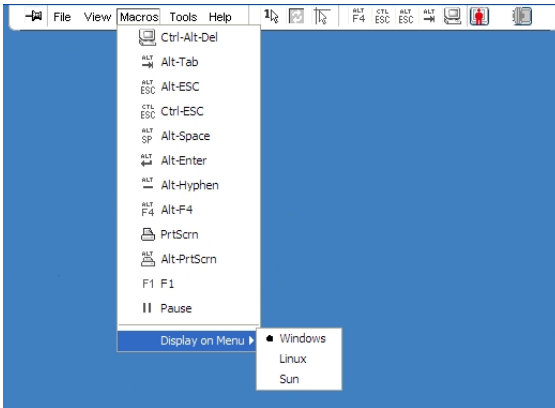 File View Macros Tools Help 1 ALT F4 CTL ESC ALT ESC ALT
Ctrl-Alt-Del
ALT Alt-Tab
ALT ESC Alt-ESC
CTL ESC Ctrl-ESC
ALT SP Alt-Space
ALT Alt-Enter
ALT Alt-Hyphen
ALT F4 Alt-F4
PrtScrn
ALT Alt-PrtScrn
F1 F1
Pause
Display on Menu
Windows
Linux
Sun